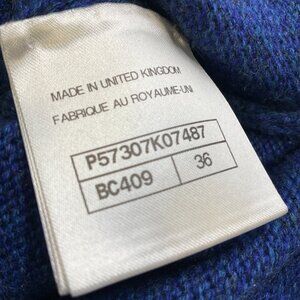 MADE IN UNITED KINGDOM
FABRIQUE AU ROYAUME-UNI
P57307K07487
BC409 36